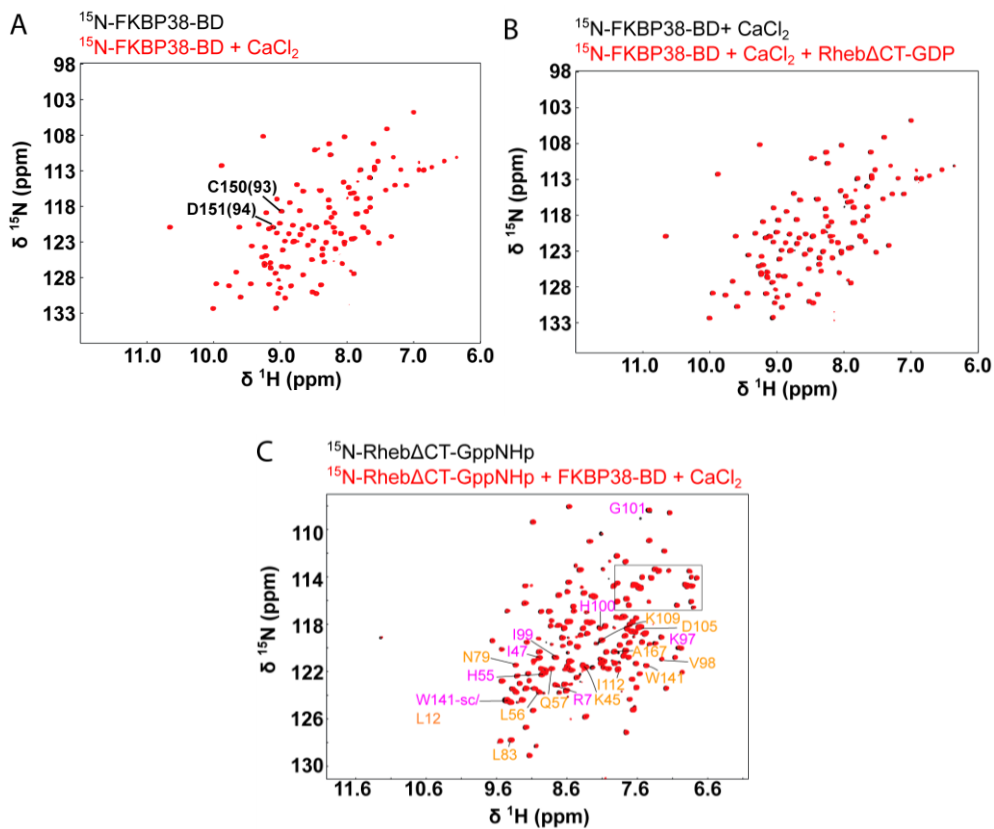 A
¹⁵N-FKBP38-BD
¹⁵N-FKBP38-BD + CaCl₂
98
103
108
113
118
123
128
133
C150(93)
D151(94)
δ ¹⁵N (ppm)
11.0 10.0 9.0 8.0 7.0 6.0
δ ¹H (ppm)
B
¹⁵N-FKBP38-BD+ CaCl₂
¹⁵N-FKBP38-BD + CaCl₂ + RhebΔCT-GDP
98
103
108
113
118
123
128
133
δ ¹⁵N (ppm)
11.0 10.0 9.0 8.0 7.0 6.0
δ ¹H (ppm)
C
¹⁵N-RhebΔCT-GppNHp
¹⁵N-RhebΔCT-GppNHp + FKBP38-BD + CaCl₂
110
114
118
122
126
130
δ ¹⁵N (ppm)
G101
H100
K109
D105
I99
K97
I47
A167
N79
V98
H55
W141
Q57
I112
W141-sc/
R7
K45
L12
L56
L83
11.6 10.6 9.6 8.6 7.6 6.6
δ ¹H (ppm)